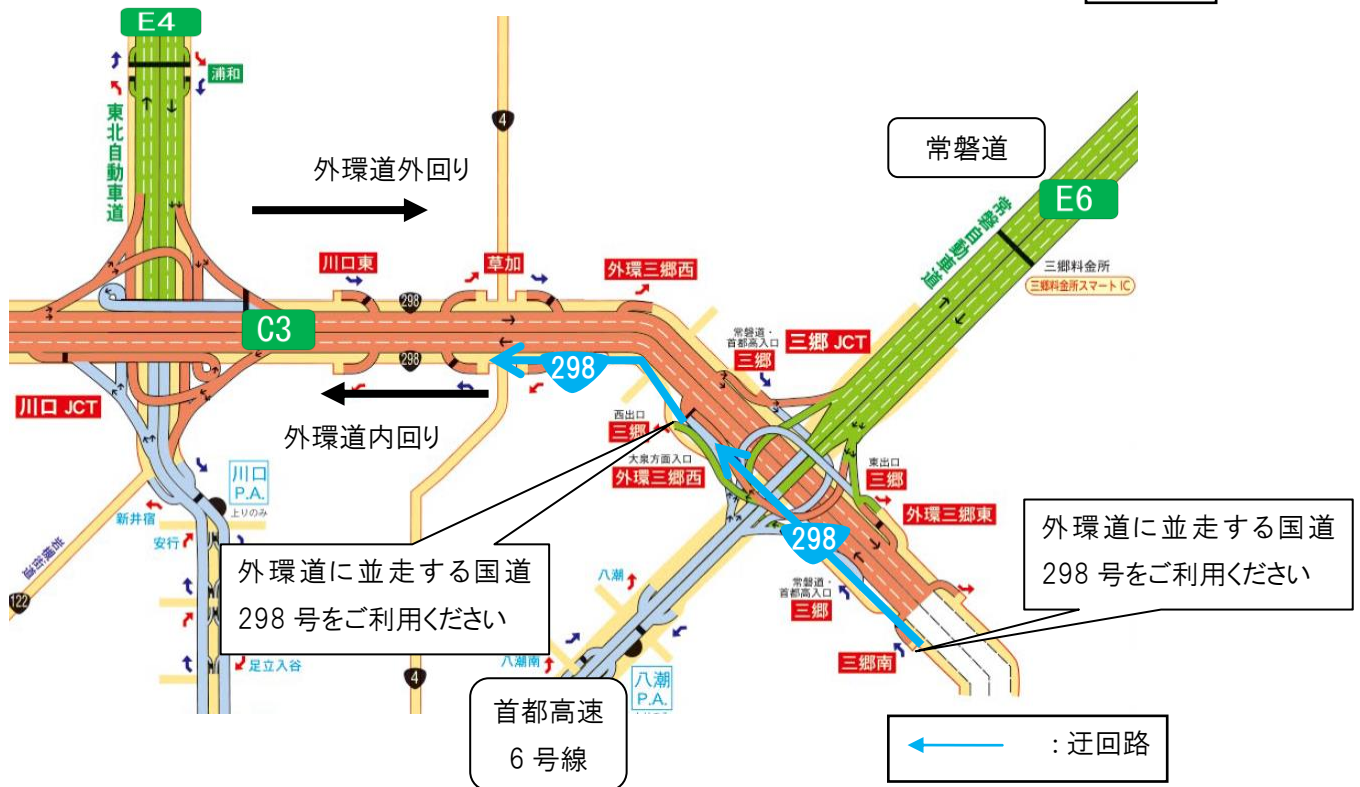 E4
浦和
東北自動車道
4
外環道外回り
常磐道
E6
常磐自動車道
三郷料金所
三郷料金所スマートIC
川口東
草加
外環三郷西
298
C3
298
常磐道・
首都高入口
三郷
三郷 JCT
298
川口 JCT
外環道内回り
西出口
三郷
大泉方面入口
外環三郷西
東出口
三郷
外環三郷東
川口
P.A.
上りのみ
新井宿
安行
岩槻街道
122
外環道に並走する国道
298 号をご利用ください
298
外環道に並走する国道
298 号をご利用ください
八潮
常磐道・
首都高入口
三郷
三郷南
足立入谷
4
八潮南
八潮
P.A.
首都高速
6 号線
：迂回路